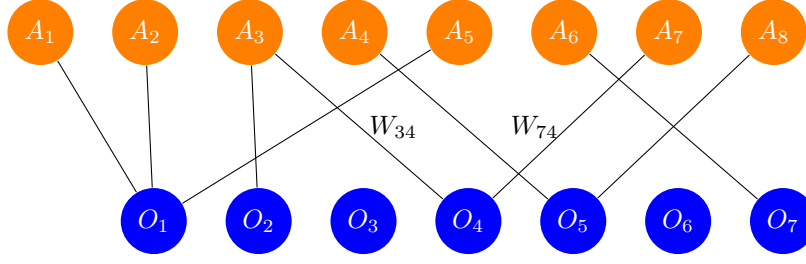 A₁ A₂ A₃ A₄ A₅ A₆ A₇ A₈
W₃₄ W₇₄
O₁ O₂ O₃ O₄ O₅ O₆ O₇